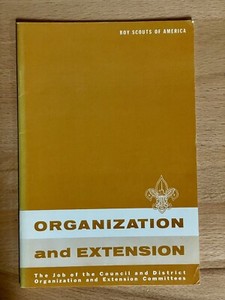 BOY SCOUTS OF AMERICA
ORGANIZATION
and EXTENSION
The Job of the Council and District
Organization and Extension Committees